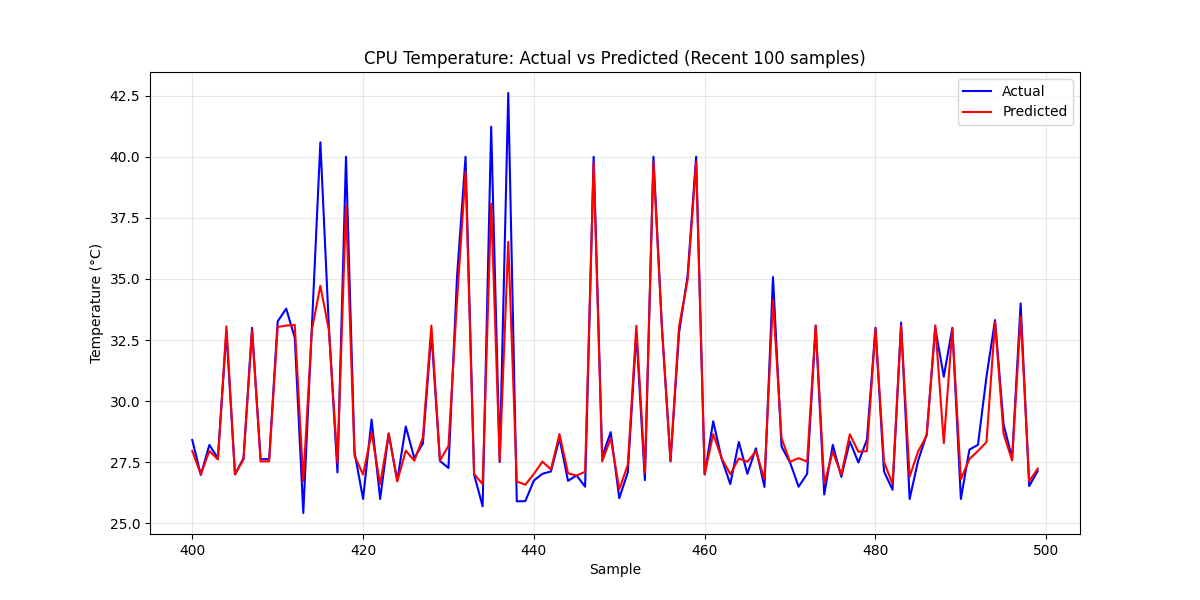 CPU Temperature: Actual vs Predicted (Recent 100 samples)
Actual
Predicted
Temperature (°C)
42.5
40.0
37.5
35.0
32.5
30.0
27.5
25.0
400
420
440
460
480
500
Sample